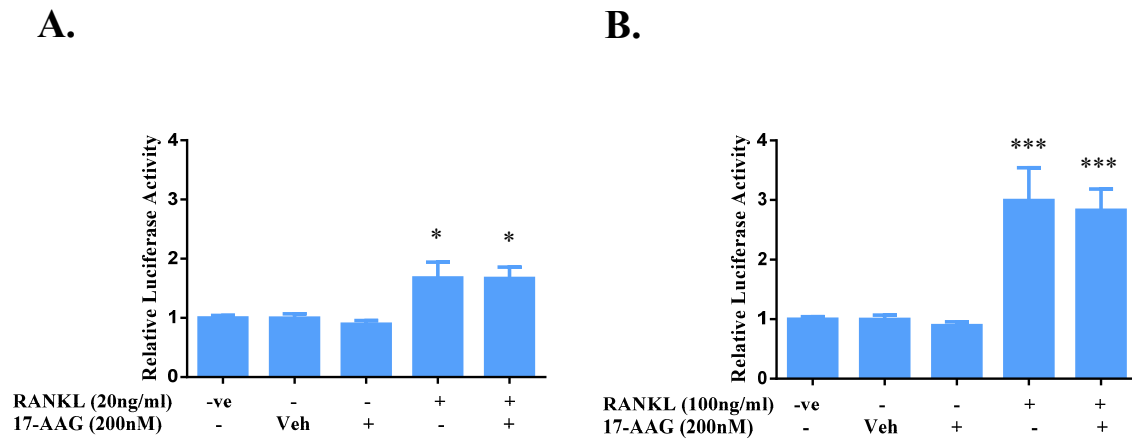 A.
Relative Luciferase Activity
4
3
2
1
0
* *
RANKL (20ng/ml) -ve - - + +
17-AAG (200nM) - Veh + - +
B.
Relative Luciferase Activity
4
3
2
1
0
*** ***
RANKL (100ng/ml) -ve - - + +
17-AAG (200nM) - Veh + - +